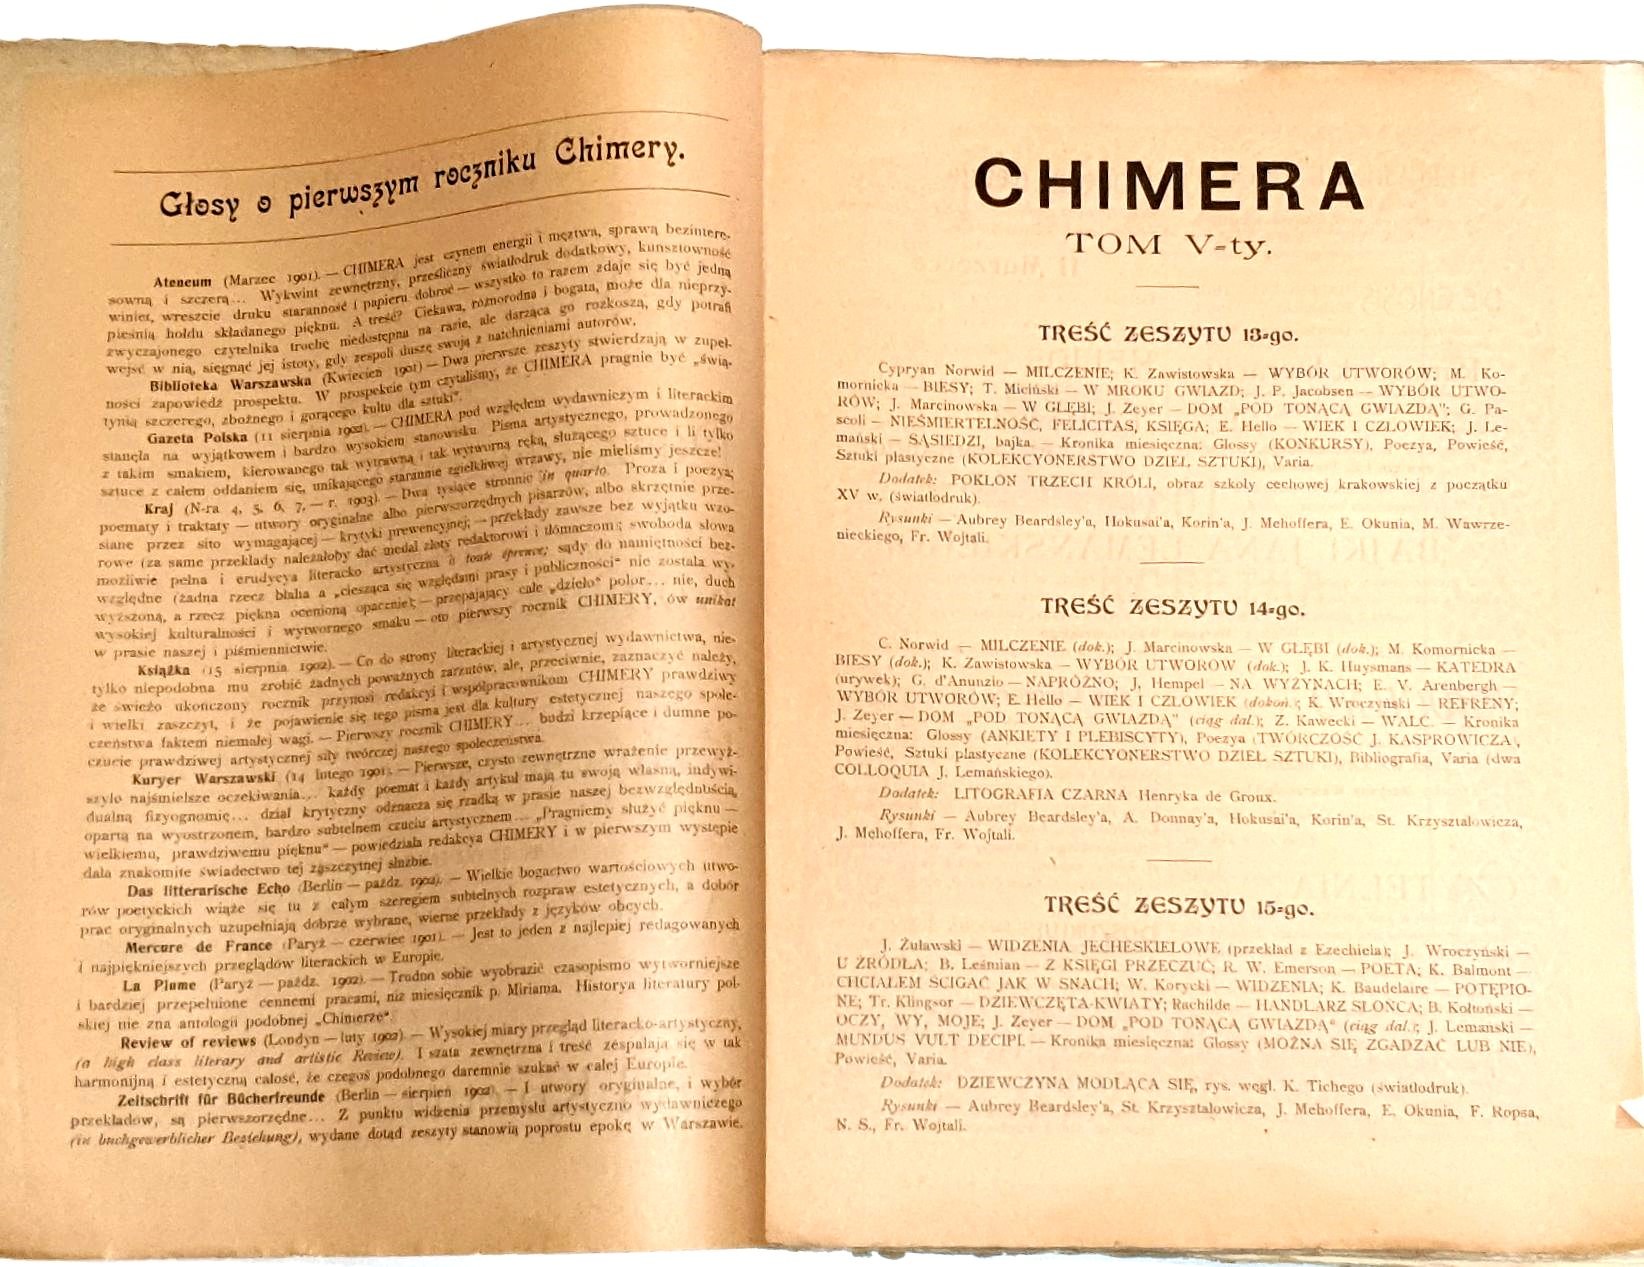 Głosy o pierwszym roczniku Chimery.
Ateneum (Marzec 1901). — CHIMERA jest czynem energii i męztwa, sprawą bezintere-
sowną i szczerą... Wykwint zewnętrzny, prześliczny światłodruk dodatkowy, kunsztowność
winiet, wreszcie druku staranność i papieru dobroć — wszystko to razem zdaje się być jedną
pieśnią hołdu składanego pięknu. A treść? Ciekawa, różnorodna i bogata, może dla nieprzy-
zwyczajonego czytelnika trochę niedostępna na razie, ale darząca go rozkoszą, gdy potrafi
wejść w nią, sięgnąć jej istoty, gdy zespoli duszę swoją z natchnieniami autorów.
Biblioteka Warszawska (Kwiecień 1901) — Dwa pierwsze zeszyty stwierdzają w zupeł-
ności zapowiedź prospektu. W prospekcie tym czytaliśmy, że CHIMERA pragnie być „świą-
tynią szczerego, zbożnego i gorącego kultu dla sztuki“.
Gazeta Polska (11 sierpnia 1902). — CHIMERA pod względem wydawniczym i literackim
stanęła na wyjątkowem i bardzo wysokiem stanowisku. Pisma artystycznego, prowadzonego
z takim smakiem, kierowanego tak wytrawną i tak wytworną ręką, służącego sztuce i li tylko
sztuce z całem oddaniem się, unikającego starannie zgiełkliwej wrzawy, nie mieliśmy jeszcze!
Kraj (N-ra 4, 5, 6, 7, — r. 1903). — Dwa tysiące stronnic in quarto. Proza i poezya;
poematy i traktaty — utwory oryginalne albo pierwszorzędnych pisarzów, albo skrzętnie prze-
siane przez sito wymagającej — krytyki prewencyjnej; — przekłady zawsze bez wyjątku wzo-
rowe (za same przekłady należałoby dać medal złoty redaktorowi i tłómaczom; swoboda słowa
możliwie pełna i erudycya literacko artystyczna à toute épreuve; sądy do namiętności bez-
względne (żadna rzecz błaha a „ciesząca się względami prasy i publiczności“ nie została wy-
wyższoną, a rzecz piękna ocenioną opacznie; — przepajający całe „dzieło“ polor... nie, duch
wysokiej kulturalności i wytwornego smaku — oto pierwszy rocznik CHIMERY, ów unikat
w prasie naszej i piśmiennictwie.
Książka (15 sierpnia 1902). — Co do strony literackiej i artystycznej wydawnictwa, nie-
tylko niepodobna mu zrobić żadnych poważnych zarzutów, ale, przeciwnie, zaznaczyć należy,
że świeżo ukończony rocznik przynosi redakcyi i współpracownikom CHIMERY prawdziwy
i wielki zaszczyt, i że pojawienie się tego pisma jest dla kultury estetycznej naszego społe-
czeństwa faktem niemałej wagi. — Pierwszy rocznik CHIMERY... budzi krzepiące i dumne po-
czucie prawdziwej artystycznej siły twórczej naszego społeczeństwa.
Kuryer Warszawski (14 lutego 1901. — Pierwsze, czysto zewnętrzne wrażenie przewyż-
szyło najśmielsze oczekiwania... każdy poemat i każdy artykuł mają tu swoją własną, indywi-
dualną fizyognomię... dział krytyczny odznacza się rzadką w prasie naszej bezwzględnością,
opartą na wyostrzonem, bardzo subtelnem czuciu artystycznem... „Pragniemy służyć pięknu —
wielkiemu, prawdziwemu pięknu“ — powiedziała redakcya CHIMERY i w pierwszym występie
dała znakomite świadectwo tej zaszczytnej służbie.
Das litterarische Echo (Berlin — paźdz. 1902). — Wielkie bogactwo wartościowych utwo-
rów poetyckich wiąże się tu z całym szeregiem subtelnych rozpraw estetycznych, a dobór
prac oryginalnych uzupełniają dobrze wybrane, wierne przekłady z języków obcych.
Mercure de France (Paryż — czerwiec 1901). — Jest to jeden z najlepiej redagowanych
i najpiękniejszych przeglądów literackich w Europie.
La Plume (Paryż — paźdz. 1902). — Trudno sobie wyobrazić czasopismo wytworniejsze
i bardziej przepełnione cennemi pracami, niż miesięcznik p. Miriama. Historya literatury pol-
skiej nie zna antologii podobnej „Chimerze“.
Review of reviews (Londyn — luty 1902) — Wysokiej miary przegląd literacko-artystyczny,
(a high class literary and artistic Review). I szata zewnętrzna i treść zespalają się w tak
harmonijną i estetyczną całość, że czegoś podobnego daremnie szukać w całej Europie.
Zeitschrift für Bücherfreunde (Berlin — sierpień 1902). — I utwory oryginalne, i wybór
przekładów, są pierwszorzędne... Z punktu widzenia przemysłu artystyczno wydawniczego
(in buchgewerblicher Beziehung), wydane dotąd zeszyty stanowią poprostu epokę w Warszawie.
CHIMERA
TOM V-ty.
TREŚĆ ZESZYTU 13-go.
Cypryan Norwid — MILCZENIE; K. Zawistowska — WYBÓR UTWORÓW; M. Ko-
mornicka — BIESY; T. Miciński — W MROKU GWIAZD; J. P. Jacobsen — WYBÓR UTWO-
RÓW; J. Marcinowska — W GŁĘBI; J. Zeyer — DOM „POD TONĄCĄ GWIAZDĄ“; G. Pa-
scoli — NIEŚMIERTELNOŚĆ, FELICITAS, KSIĘGA; E. Hello — WIEK I CZŁOWIEK; J. Le-
mański — SĄSIEDZI, bajka. — Kronika miesięczna: Glossy (KONKURSY), Poezya, Powieść,
Sztuki plastyczne (KOLEKCYONERSTWO DZIEŁ SZTUKI), Varia.
Dodatek: POKŁON TRZECH KRÓLI, obraz szkoły cechowej krakowskiej z początku
XV w. (światłodruk).
Rysunki — Aubrey Beardsley'a, Hokusai'a, Korin'a, J. Mehoffera, E. Okunia, M. Wawrze-
nieckiego, Fr. Wojtali.
TREŚĆ ZESZYTU 14-go.
C. Norwid — MILCZENIE (dok.); J. Marcinowska — W GŁĘBI (dok.); M. Komornicka —
BIESY (dok.); K. Zawistowska — WYBÓR UTWORÓW (dok.); J. K. Huysmans — KATEDRA
(urywek); G. d'Anunzio — NAPRÓŻNO; J. Hempel — NA WYŻYNACH; E. V. Arenbergh —
WYBÓR UTWORÓW; E. Hello — WIEK I CZŁOWIEK (dokoń.; K. Wroczyński — REFRENY;
J. Zeyer — DOM „POD TONĄCĄ GWIAZDĄ“ (ciąg dal.); Z. Kawecki — WALC. — Kronika
miesięczna: Glossy (ANKIETY I PLEBISCYTY), Poezya (TWÓRCZOŚĆ J. KASPROWICZA),
Powieść, Sztuki plastyczne (KOLEKCYONERSTWO DZIEŁ SZTUKI), Bibliografia, Varia (dwa
COLLOQUIA J. Lemańskiego).
Dodatek: LITOGRAFIA CZARNA Henryka de Groux.
Rysunki — Aubrey Beardsley'a, A. Donnay'a, Hokusai'a, Korin'a, St. Krzyształowicza,
J. Mehoffera, Fr. Wojtali.
TREŚĆ ZESZYTU 15-go.
J. Żuławski — WIDZENIA JECHESKIELOWE (przekład z Ezechiela); J. Wroczyński —
U ŹRÓDŁA; B. Leśmian — Z KSIĘGI PRZECZUĆ; R. W. Emerson — POETA; K. Balmont —
CHCIAŁEM ŚCIGAĆ JAK W SNACH; W. Korycki — WIDZENIA; K. Baudelaire — POTĘPIO-
NE; Tr. Klingsor — DZIEWCZĘTA-KWIATY; Rachilde — HANDLARZ SŁOŃCA; B. Kołtoński —
OCZY, WY, MOJE; J. Zeyer — DOM „POD TONĄCĄ GWIAZDĄ“ (ciąg dal.); J. Lemański —
MUNDUS VULT DECIPI. — Kronika miesięczna: Glossy (MOŻNA SIĘ ZGADZAĆ LUB NIE),
Powieść, Varia.
Dodatek: DZIEWCZYNA MODLĄCA SIĘ, rys. węgl. K. Tichego (światłodruk).
Rysunki — Aubrey Beardsley'a, St. Krzyształowicza, J. Mehoffera, E. Okunia, F. Ropsa,
N. S., Fr. Wojtali.